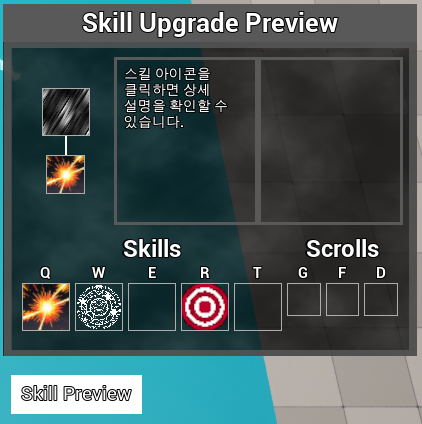 Skill Upgrade Preview
스킬 아이콘을
클릭하면 상세
설명을 확인할 수
있습니다.
Skills
Scrolls
Q W E R T G F D
Skill Preview